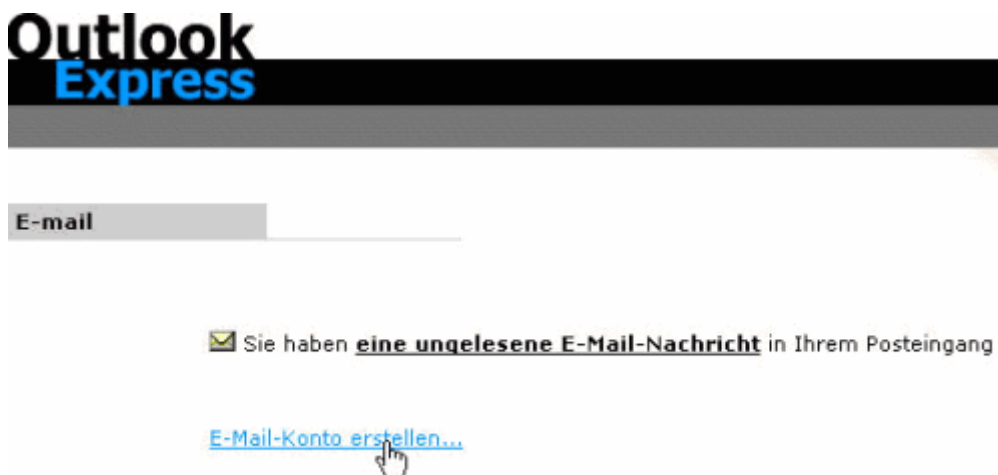 Outlook
Express
E-mail
Sie haben eine ungelesene E-Mail-Nachricht in Ihrem Posteingang
E-Mail-Konto erstellen...